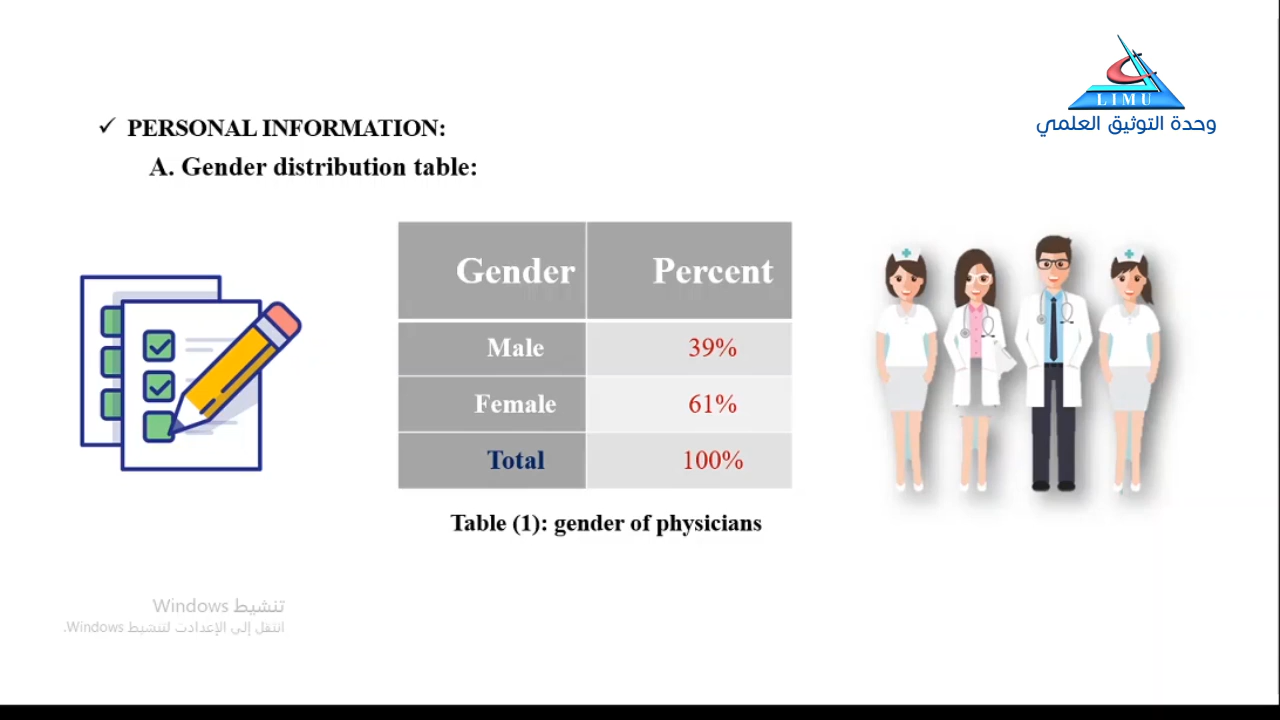 LIMU
وحدة التوثيق العلمي
✓ PERSONAL INFORMATION:
A. Gender distribution table:
Gender Percent
Male 39%
Female 61%
Total 100%
Table (1): gender of physicians
تنشيط Windows
انتقل إلى الإعدادت لتنشيط Windows.